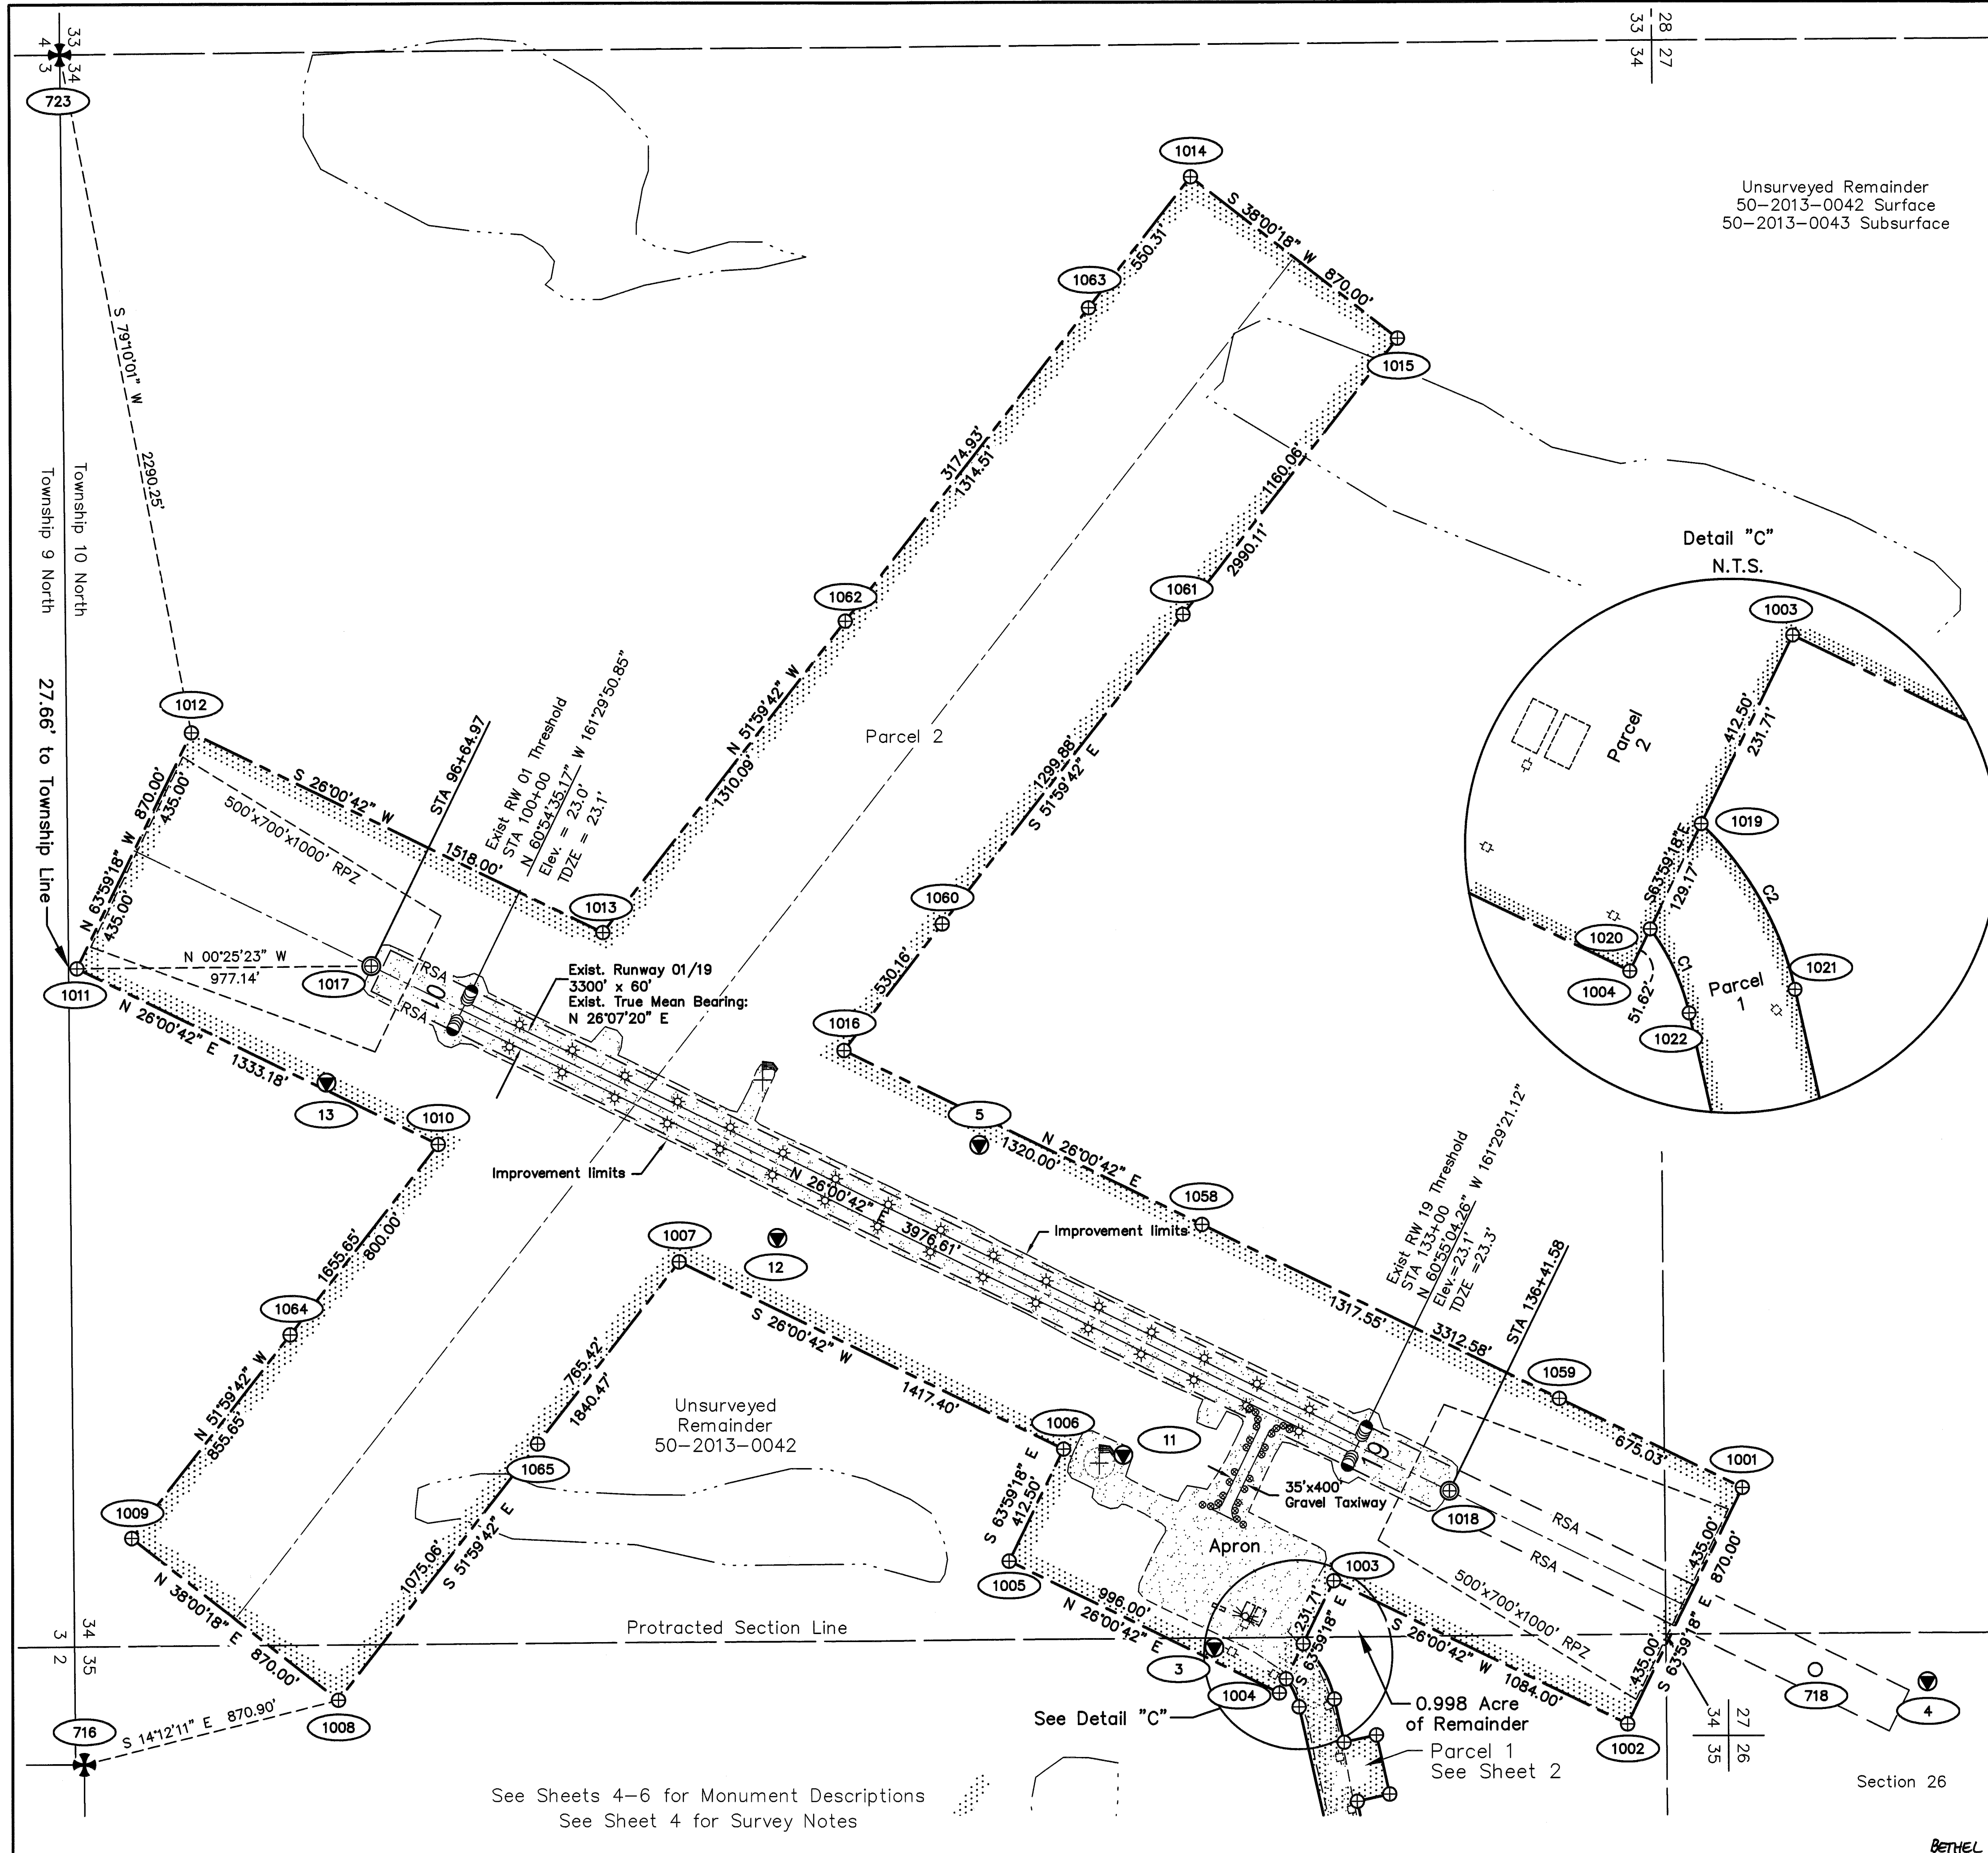 33
34
4
3
28
27
33
34
723
Unsurveyed Remainder
50-2013-0042 Surface
50-2013-0043 Subsurface
1014
S 38°00'18" W 870.00'
550.31'
1063
1015
S 79°10'01" W
2290.25'
3174.93'
1314.51'
1160.06'
2990.11'
Township 10 North
Township 9 North
27.66' to Township Line
1062
1061
Detail "C"
N.T.S.
1003
412.50'
231.71'
Parcel
2
1019
S63°59'18"E
129.17'
C2
1020
C1
1021
1004
51.62'
Parcel
1
1022
1012
S 26°00'42" W
1518.00'
STA 96+64.97
Exist RW 01 Threshold
STA 100+00
N 60°54'35.17" W 161°29'50.85"
Elev. = 23.0'
TDZE = 23.1'
N 51°59'42" W
1310.09'
Parcel 2
1299.88'
S 51°59'42" E
N 63°59'18" W 870.00'
435.00'
435.00'
500'x700'x1000' RPZ
1013
1060
530.16'
1011
N 00°25'23" W
977.14'
1017
RSA
RSA
10
Exist. Runway 01/19
3300' x 60'
Exist. True Mean Bearing:
N 26°07'20" E
1016
N 26°00'42" E
1333.18'
13
1010
5
N 26°00'42" E
1320.00'
Improvement limits
1058
N 26°00'42" E
3976.61'
Improvement limits
Exist RW 19 Threshold
STA 133+00
N 60°55'04.26" W 161°29'21.12"
Elev.=23.1'
TDZE =23.3'
1007
12
1064
1665.65'
800.00'
1317.55'
3312.58'
STA 136+41.58
1059
S 26°00'42" W
1417.40'
765.42'
1840.47'
Unsurveyed
Remainder
50-2013-0042
N 51°59'42" W
855.65'
1006
11
19
675.03'
1001
1065
35'x400'
Gravel Taxiway
1018
RSA
RSA
1009
S 63°59'18" E
412.50'
Apron
435.00'
870.00'
1075.06'
S 51°59'42" E
1005
1003
500'x700'x1000' RPZ
N 38°00'18" E
870.00'
996.00'
N 26°00'42" E
231.71'
S 63°59'18" E
S 26°00'42" W
1084.00'
435.00'
S 63°59'18" E
Protracted Section Line
34
35
3
2
3
1004
718
4
716
S 14°12'11" E 870.90'
1008
See Detail "C"
0.998 Acre
of Remainder
Parcel 1
See Sheet 2
1002
27
26
34
35
Section 26
See Sheets 4-6 for Monument Descriptions
See Sheet 4 for Survey Notes
BETHEL